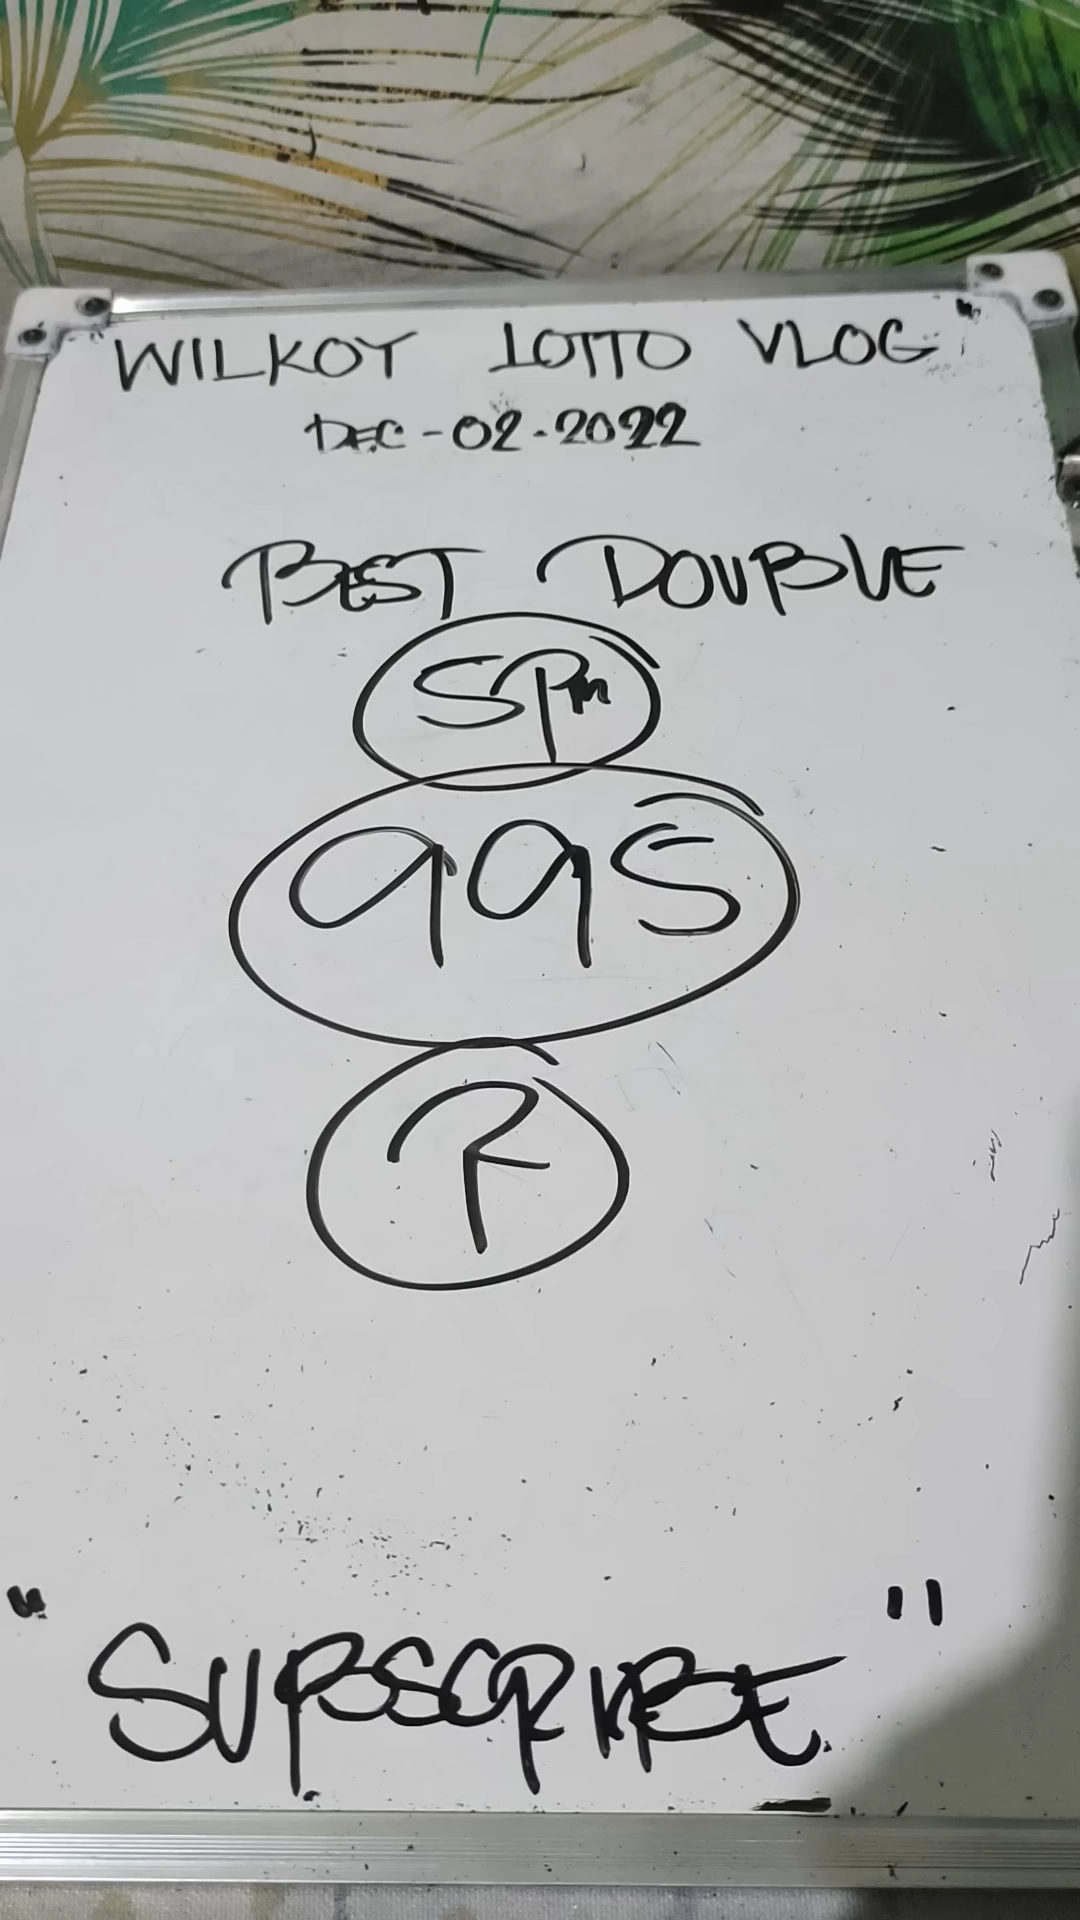 "WILKOY LOTTO VLOG"
DEC-02-2022
BEST DOUBLE
5Pm
995
R
"SUBSCRIBE"